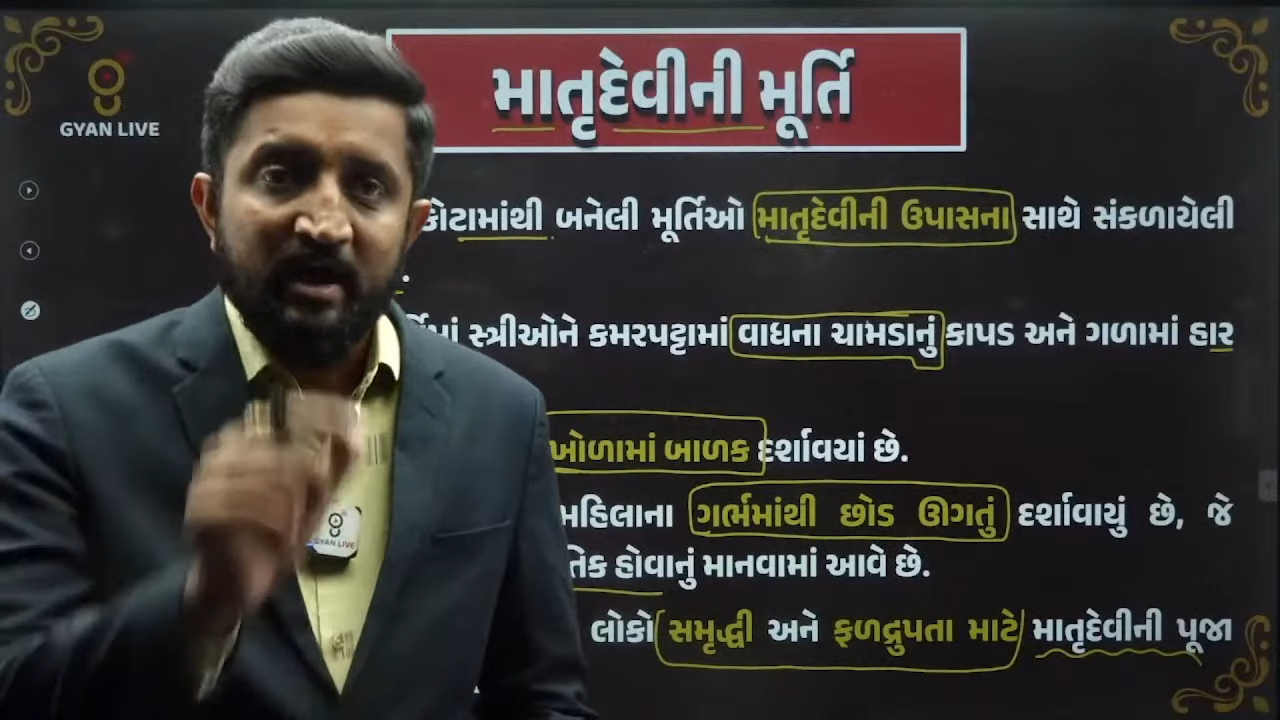 GYAN LIVE
માતૃદેવીની મૂર્તિ
બનેલી મૂર્તિઓ માતૃદેવીની ઉપાસના સાથે સંકળાયેલી
સ્ત્રીઓને કમરપટ્ટામાં વાઘના ચામડાનું કાપડ અને ગળામાં હાર
ખોળામાં બાળક દર્શાવયાં છે.
મહિલાના ગર્ભમાંથી છોડ ઊગતું દર્શાવાયું છે, જે
હોવાનું માનવામાં આવે છે.
GYAN LIVE
લોકો સમૃદ્ધી અને ફળદ્રુપતા માટે માતૃદેવીની પૂજા